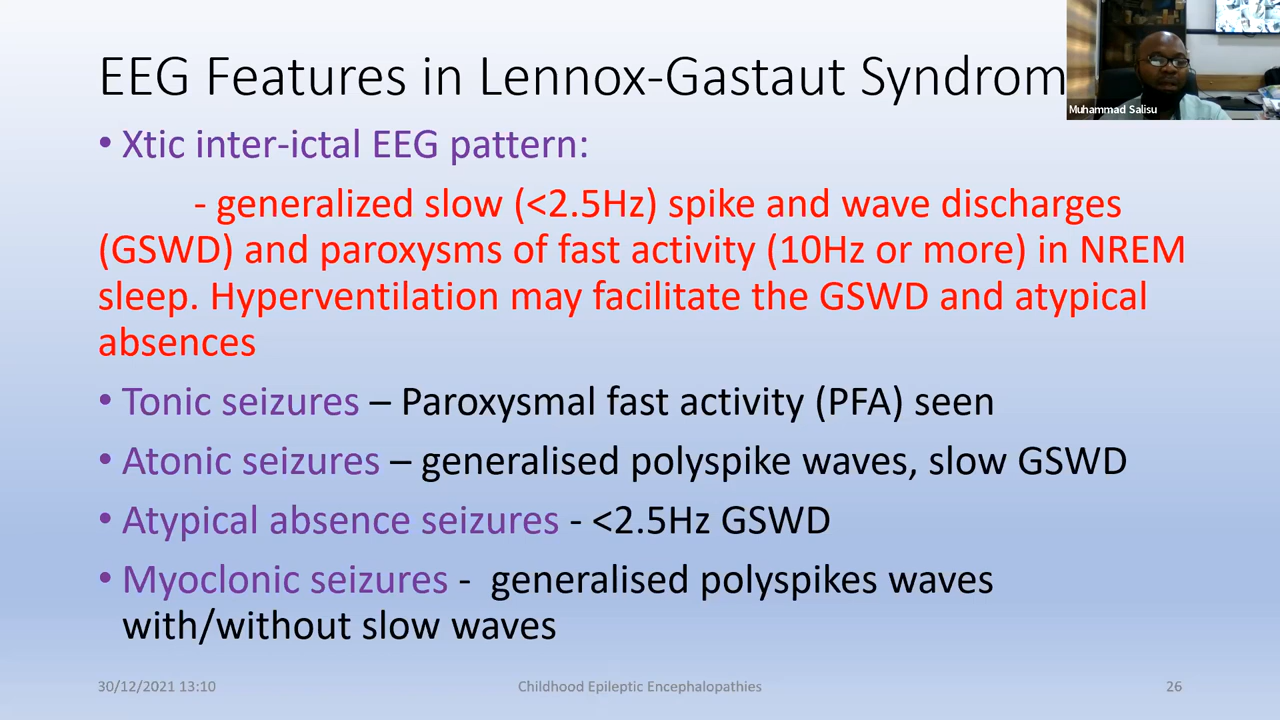 EEG Features in Lennox-Gastaut Syndrom
Muhammad Salisu
• Xtic inter-ictal EEG pattern:
- generalized slow (<2.5Hz) spike and wave discharges
(GSWD) and paroxysms of fast activity (10Hz or more) in NREM
sleep. Hyperventilation may facilitate the GSWD and atypical
absences
• Tonic seizures – Paroxysmal fast activity (PFA) seen
• Atonic seizures – generalised polyspike waves, slow GSWD
• Atypical absence seizures - <2.5Hz GSWD
• Myoclonic seizures - generalised polyspikes waves
with/without slow waves
30/12/2021 13:10
Childhood Epileptic Encephalopathies
26